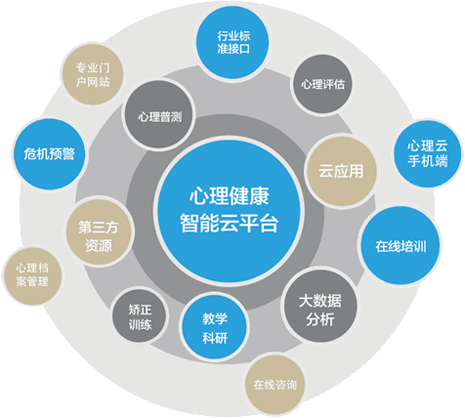 行业标
准接口
专业门
户网站
心理评估
心理普测
危机预警
心理云
手机端
云应用
心理健康
智能云平台
第三方
资源
在线培训
心理档
案管理
大数据
分析
矫正
训练
教学
科研
在线咨询